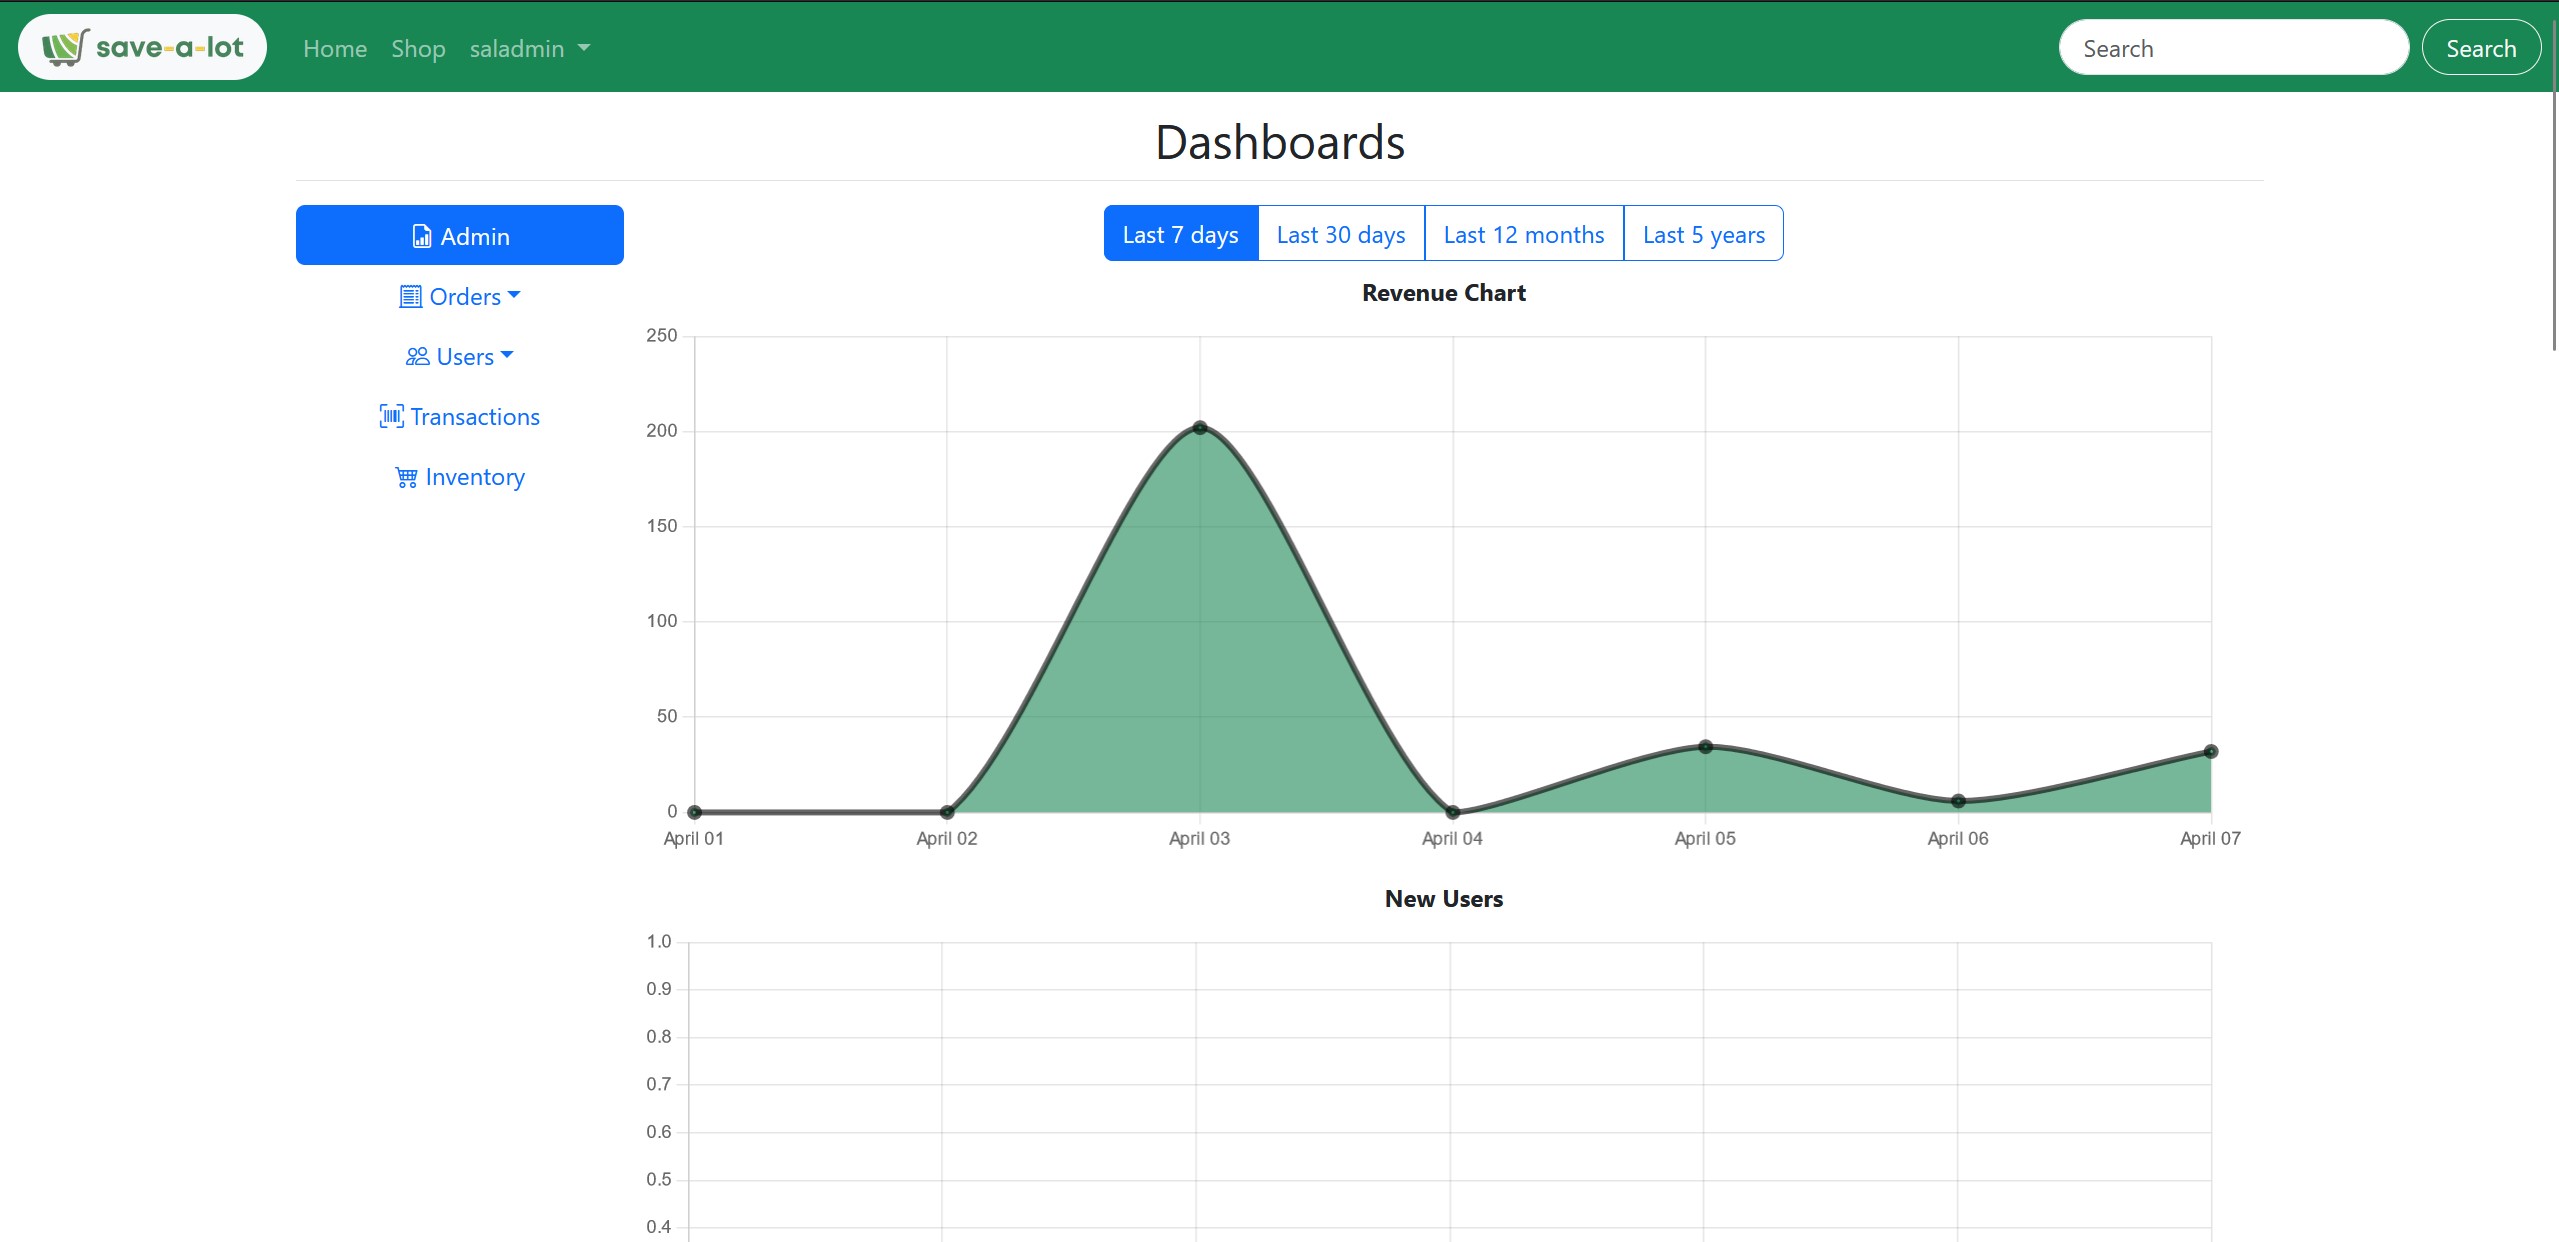 save-a-lot Home Shop saladmin Search Search
Dashboards
Admin
Orders
Users
Transactions
Inventory
Last 7 days Last 30 days Last 12 months Last 5 years
Revenue Chart
250
200
150
100
50
0
April 01 April 02 April 03 April 04 April 05 April 06 April 07
New Users
1.0
0.9
0.8
0.7
0.6
0.5
0.4